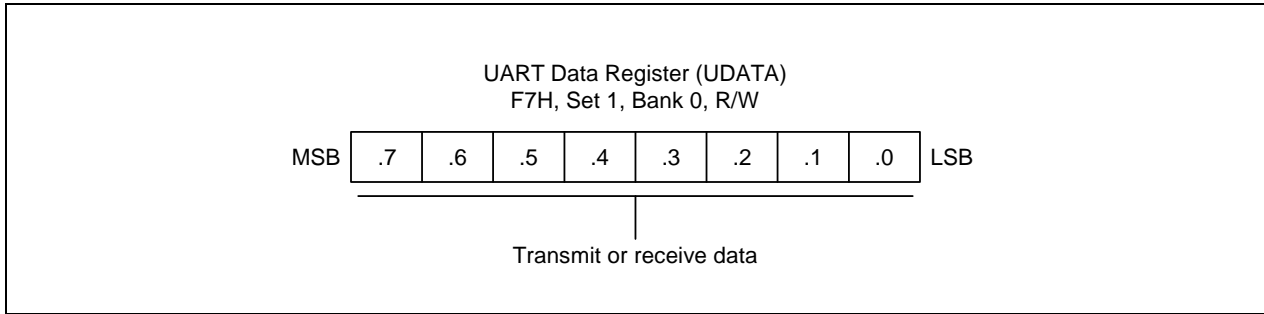 UART Data Register (UDATA)
F7H, Set 1, Bank 0, R/W
MSB .7 .6 .5 .4 .3 .2 .1 .0 LSB
Transmit or receive data